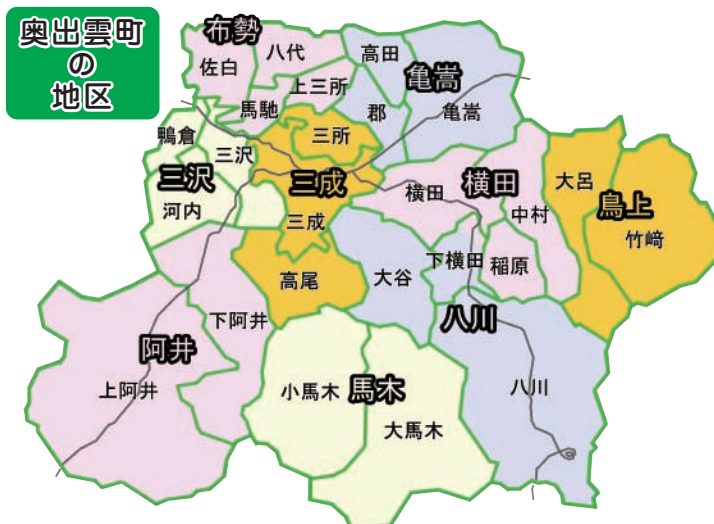 奥出雲町
の
地区
布勢
佐白
八代
上三所
馬馳
高田
亀嵩
郡
亀嵩
鴨倉
三沢
三沢
河内
三所
三成
三成
高尾
横田
横田
中村
大呂
鳥上
竹﨑
下横田
稲原
大谷
八川
八川
下阿井
阿井
上阿井
小馬木
馬木
大馬木